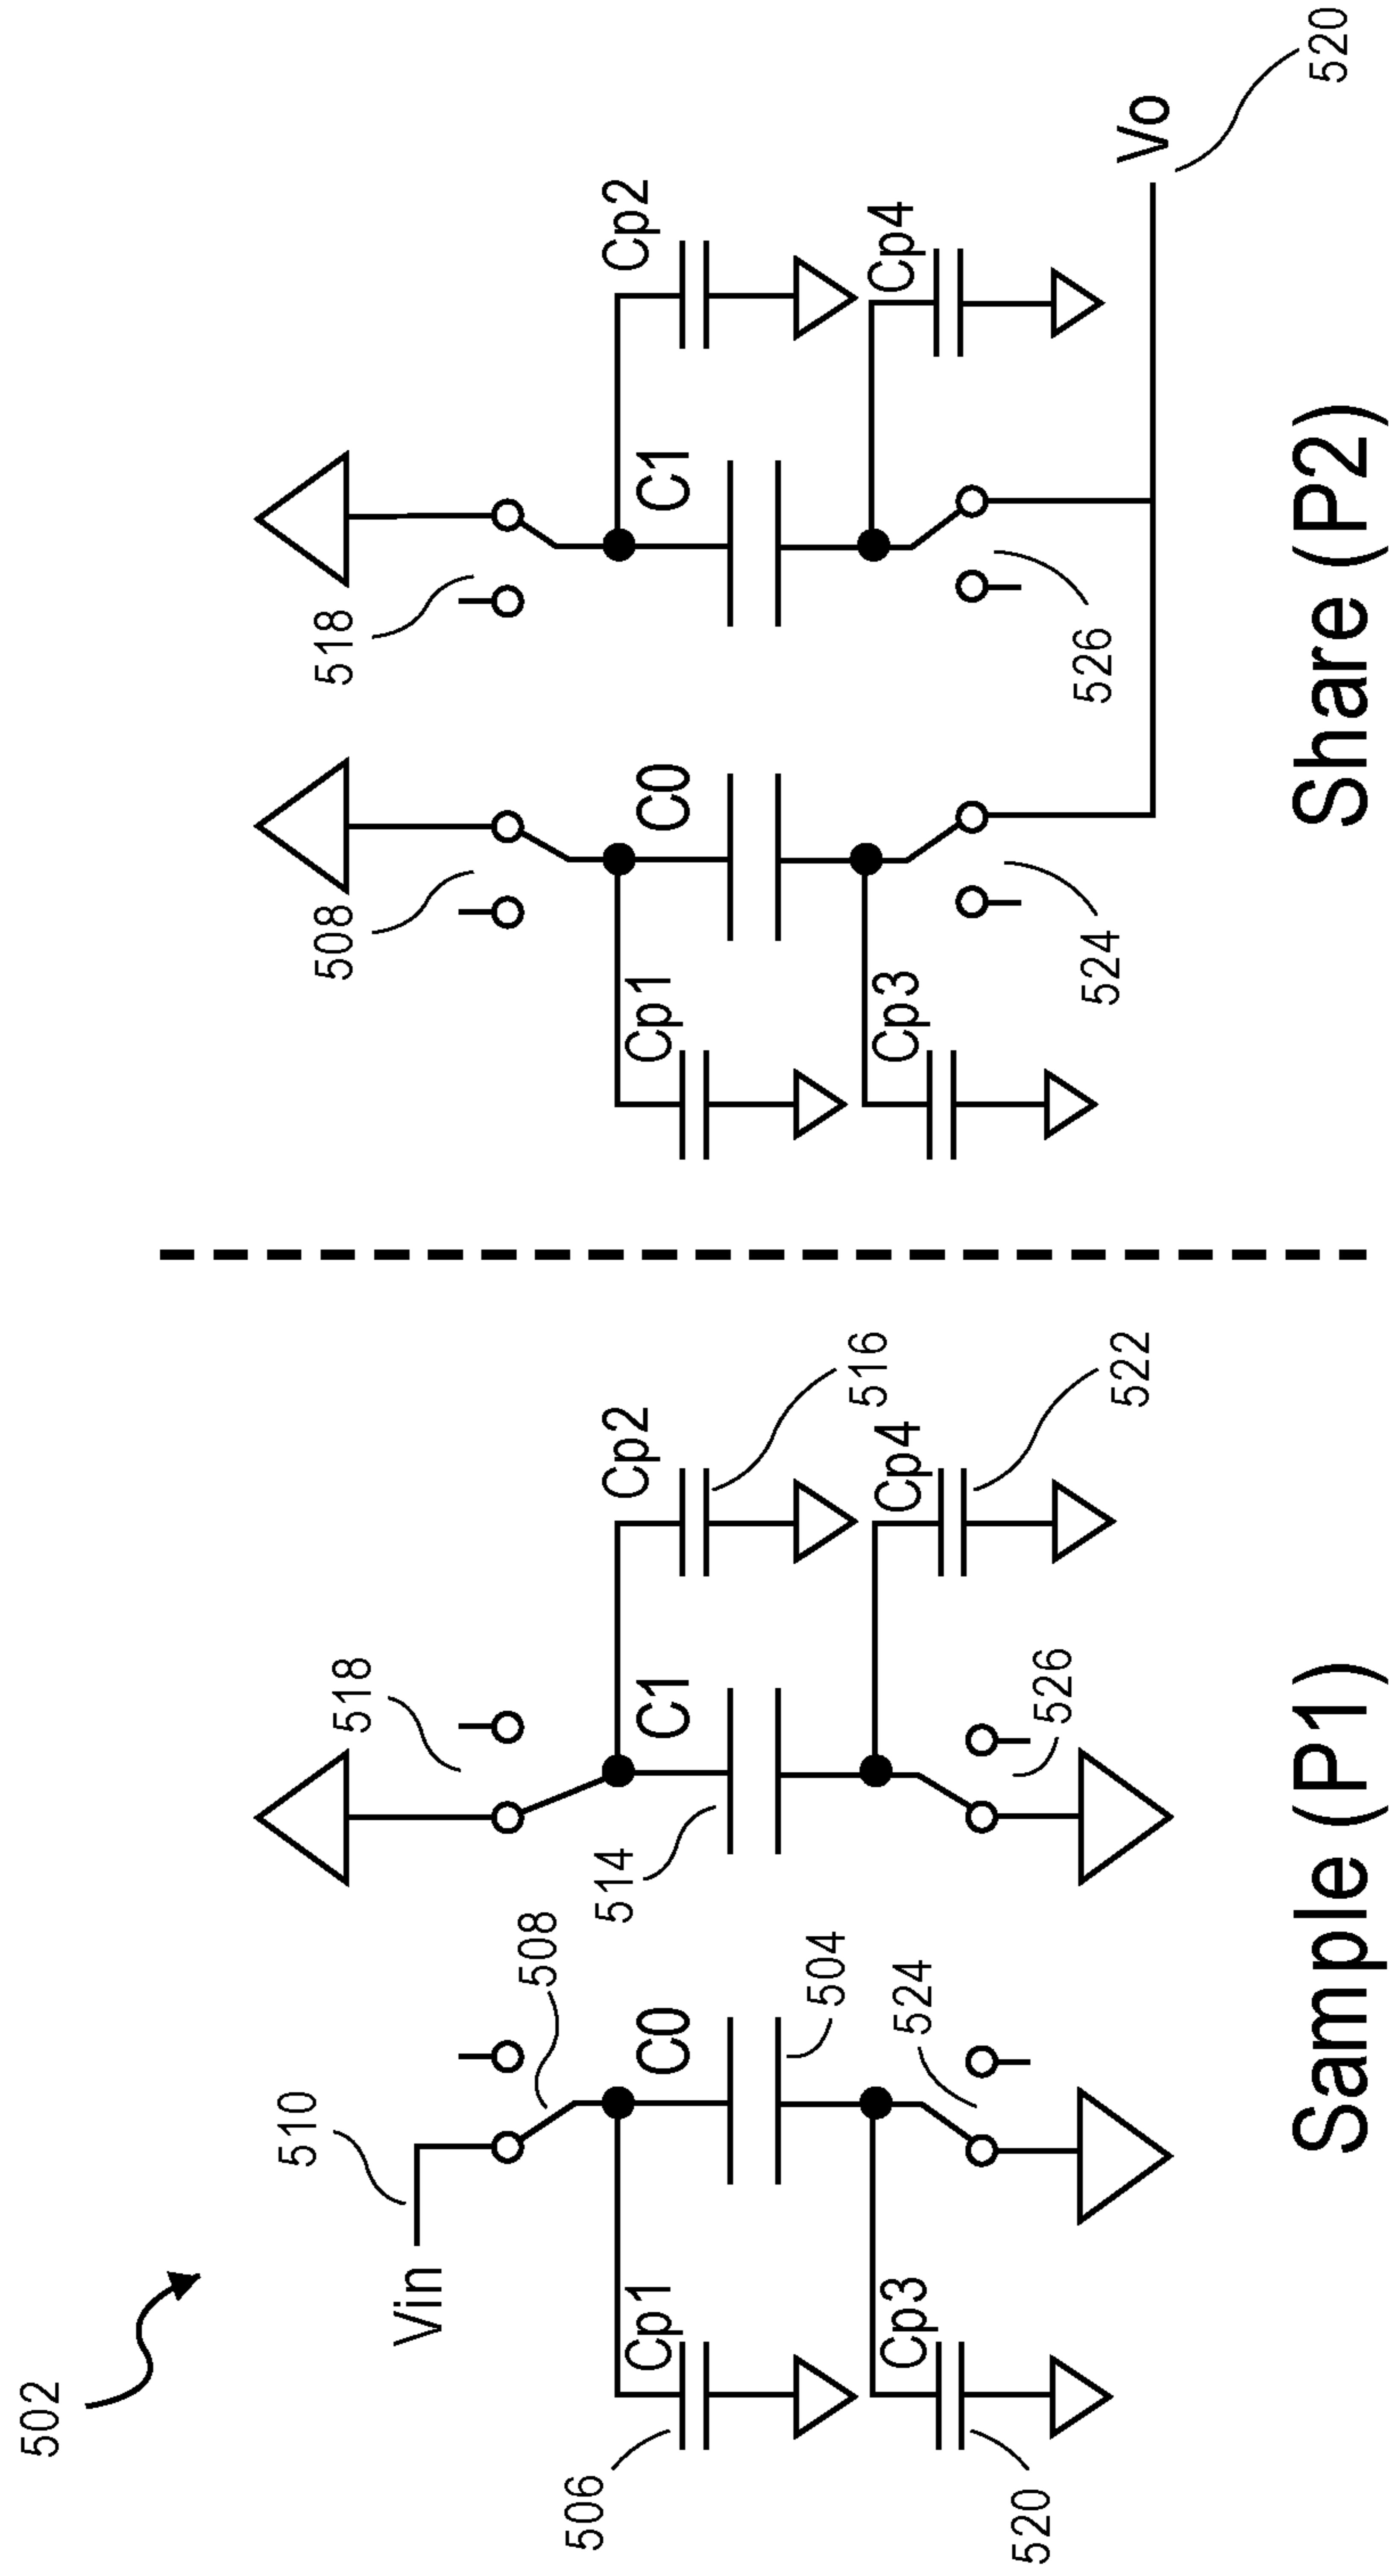 502
Vin
510
508
518
506
Cp1
C0
504
514
C1
Cp2
516
520
Cp3
524
526
Cp4
522
Sample (P1)
508
518
Cp1
C0
C1
Cp2
Cp3
524
526
Cp4
Vo
520
Share (P2)